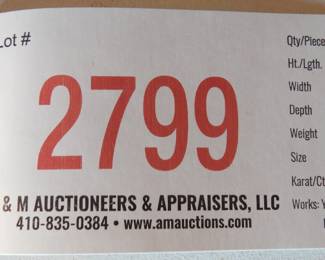 Lot #
2799
& M AUCTIONEERS & APPRAISERS, LLC
410-835-0384 • www.amauctions.com
Qty/Piece
Ht./Lgth.
Width
Depth
Weight
Size
Karat/Ct
Works: Y